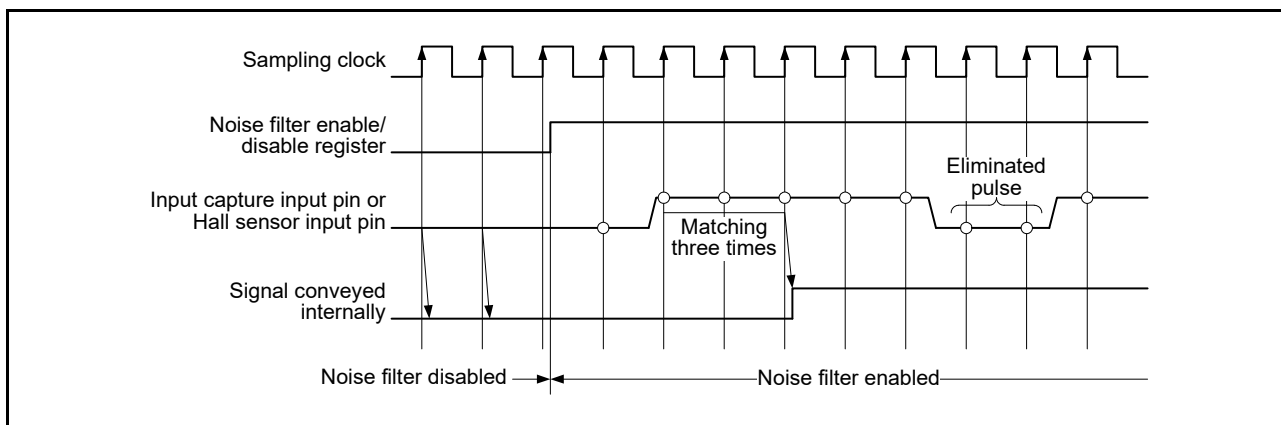 Sampling clock
Noise filter enable/
disable register
Eliminated
pulse
Input capture input pin or
Hall sensor input pin
Matching
three times
Signal conveyed
internally
Noise filter disabled
Noise filter enabled